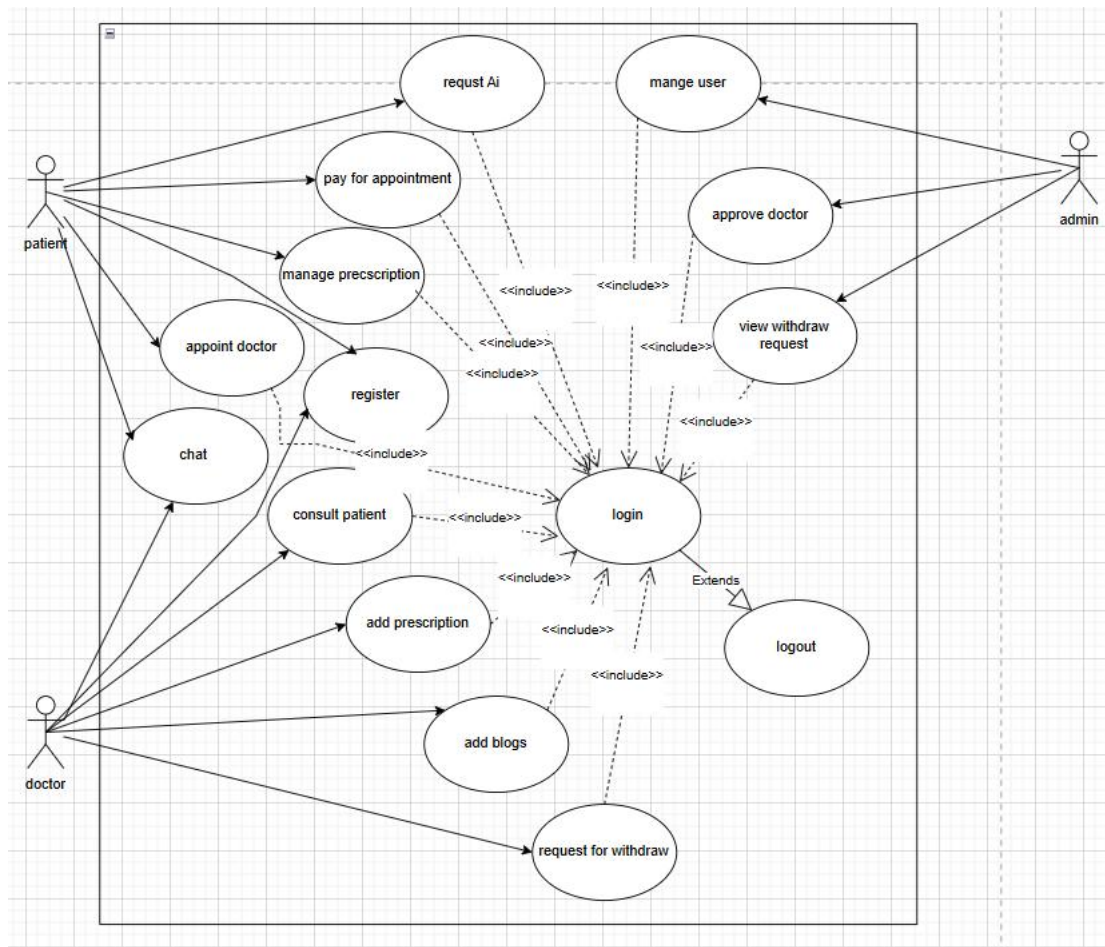 requst Ai
mange user
pay for appointment
patient
approve doctor
admin
manage precscription
<<include>>
<<include>>
view withdraw
request
appoint doctor
<<include>>
<<include>>
<<include>>
register
<<include>>
chat
<<include>>
consult patient
<<include>>
login
<<include>>
Extends
add prescription
<<include>>
logout
<<include>>
add blogs
doctor
request for withdraw